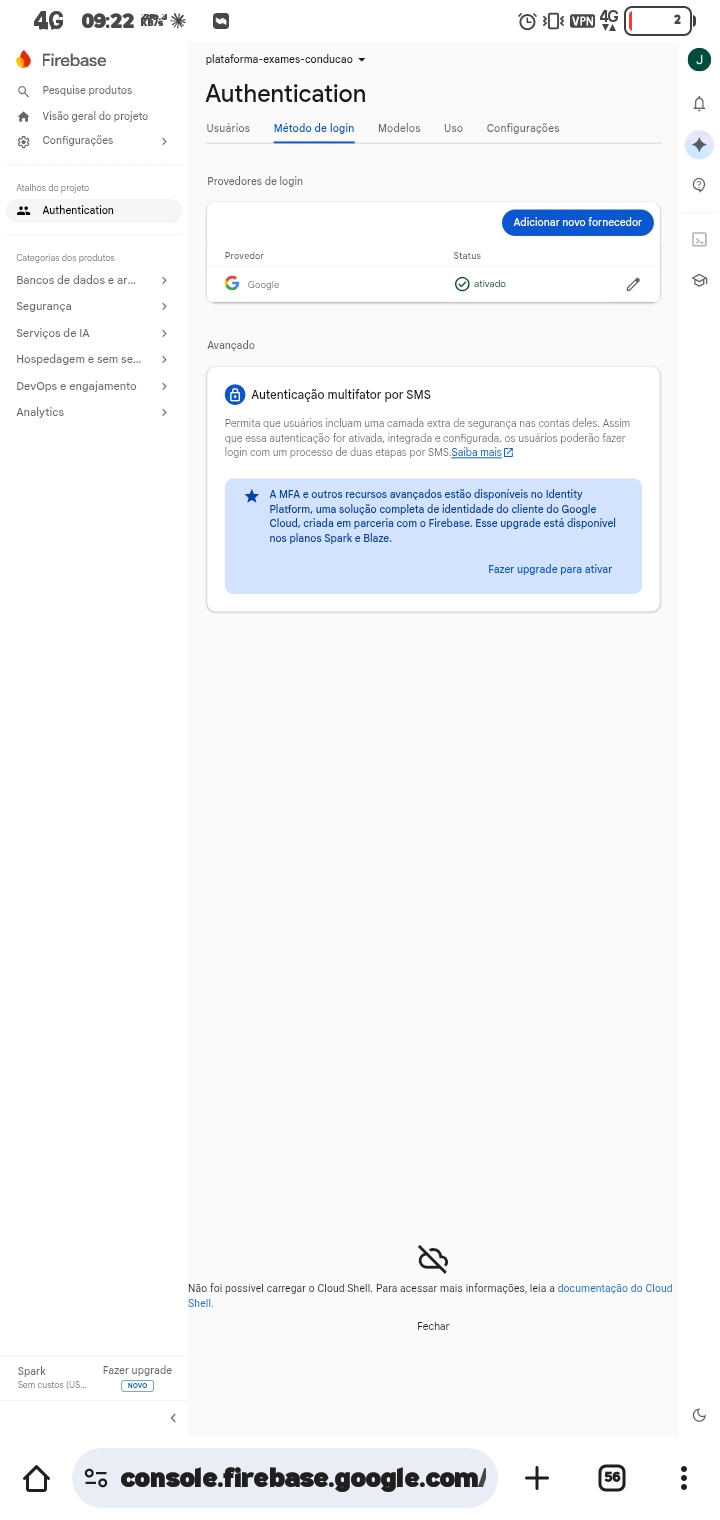 4G 09:22 KB/s VPN 4G 2
Firebase
Pesquise produtos
Visão geral do projeto
Configurações
Atalhos do projeto
Authentication
Categorias dos produtos
Bancos de dados e ar...
Segurança
Serviços de IA
Hospedagem e sem se...
DevOps e engajamento
Analytics
plataforma-exames-conducao
J
Authentication
Usuários Método de login Modelos Uso Configurações
Provedores de login
Adicionar novo fornecedor
Provedor Status
Google ativado
Avançado
Autenticação multifator por SMS
Permita que usuários incluam uma camada extra de segurança nas contas deles. Assim
que essa autenticação for ativada, integrada e configurada, os usuários poderão fazer
login com um processo de duas etapas por SMS.Saiba mais
A MFA e outros recursos avançados estão disponíveis no Identity
Platform, uma solução completa de identidade do cliente do Google
Cloud, criada em parceria com o Firebase. Esse upgrade está disponível
nos planos Spark e Blaze.
Fazer upgrade para ativar
Não foi possível carregar o Cloud Shell. Para acessar mais informações, leia a documentação do Cloud
Shell.
Fechar
Spark Fazer upgrade
Sem custos (US... NOVO
console.firebase.google.com/
56